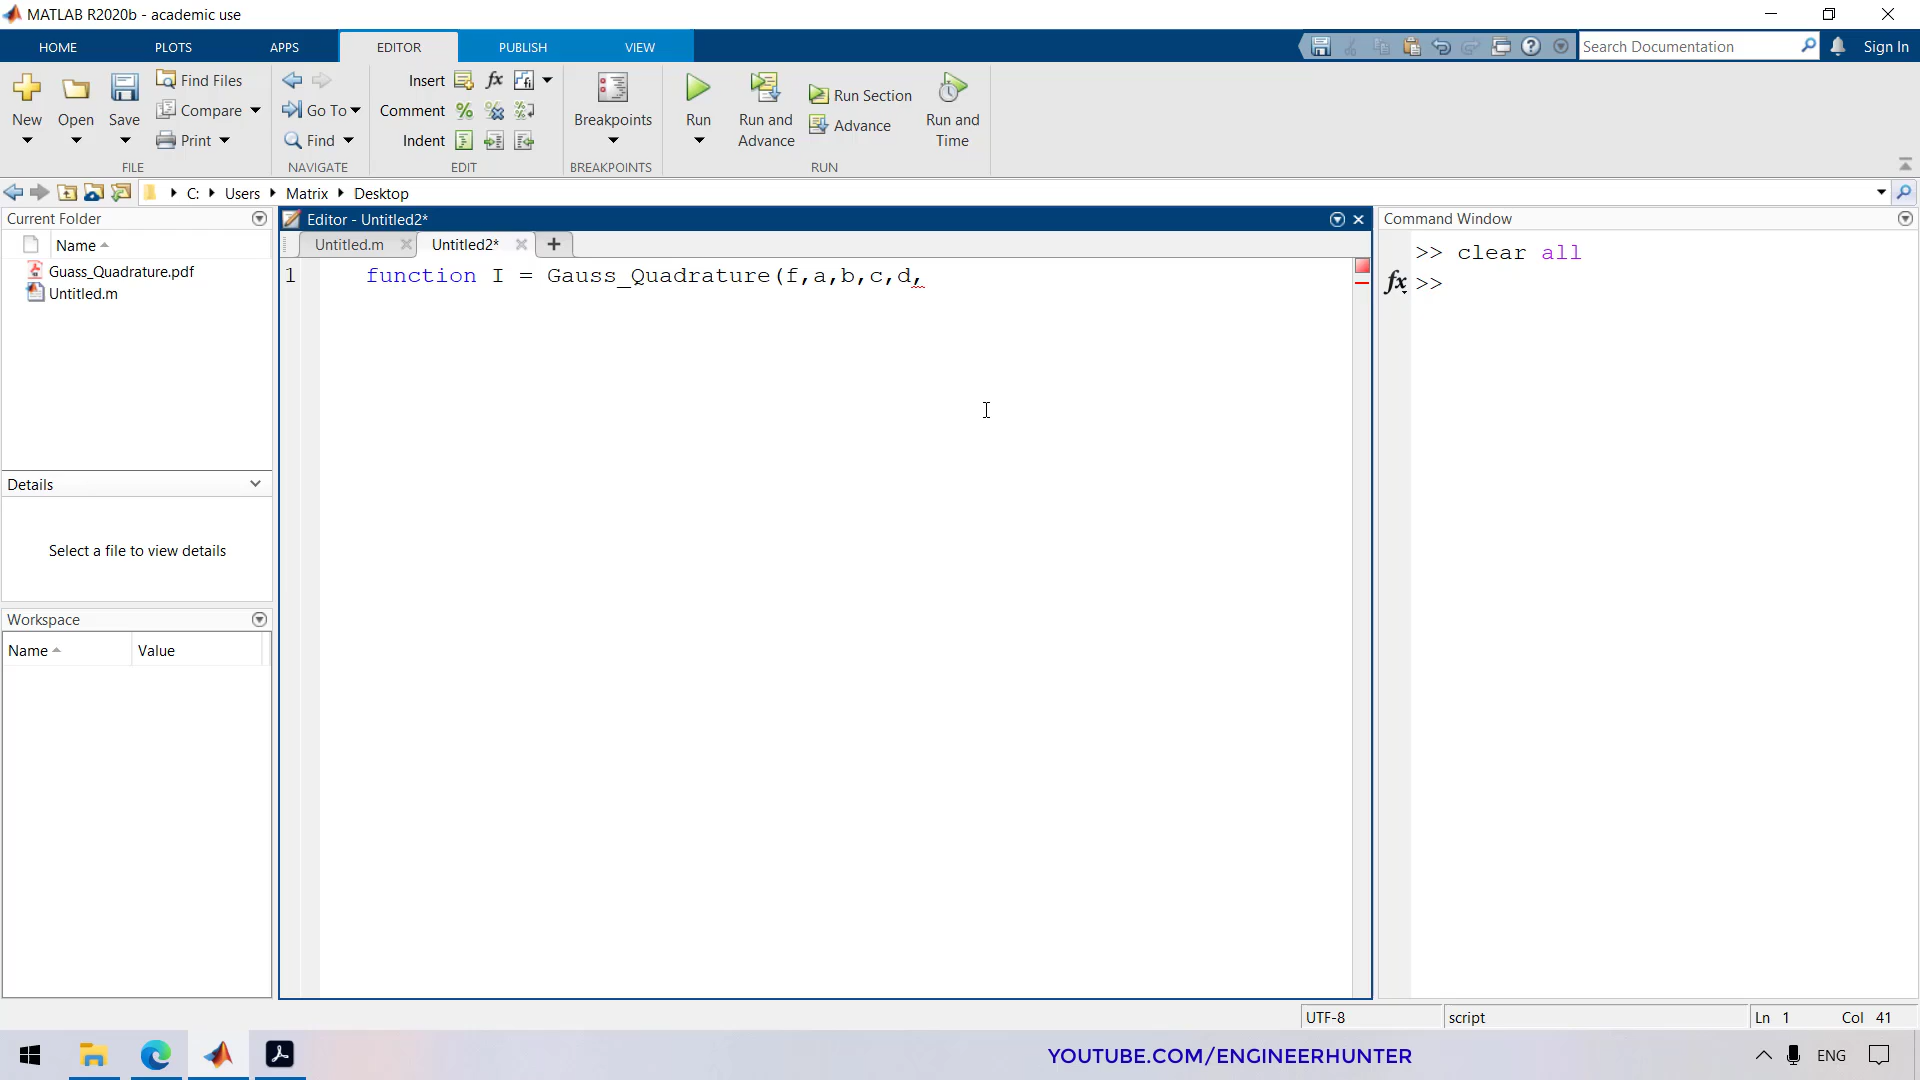 MATLAB R2020b - academic use
HOME PLOTS APPS EDITOR PUBLISH VIEW Search Documentation Sign In
Find Files Insert fx Run Section
Compare Go To Comment Advance
New Open Save Print Find Indent Breakpoints Run Run and Advance Run and Time
FILE NAVIGATE EDIT BREAKPOINTS RUN
C: Users Matrix Desktop
Current Folder Editor - Untitled2* Command Window
Name Untitled.m Untitled2* +
Guass_Quadrature.pdf
Untitled.m
1 function I = Gauss_Quadrature(f,a,b,c,d,
>> clear all
fx >>
Details
Select a file to view details
Workspace
Name Value
UTF-8 script Ln 1 Col 41
YOUTUBE.COM/ENGINEERHUNTER ENG